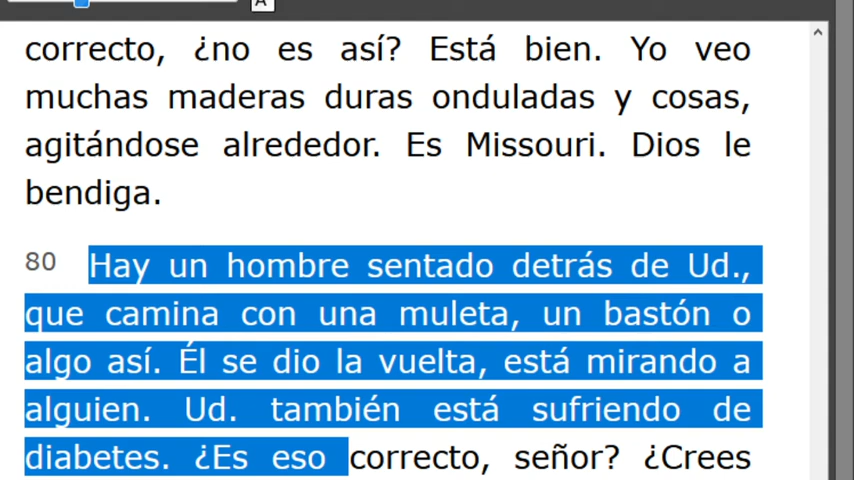 A
correcto, ¿no es así? Está bien. Yo veo
muchas maderas duras onduladas y cosas,
agitándose alrededor. Es Missouri. Dios le
bendiga.
80 Hay un hombre sentado detrás de Ud.,
que camina con una muleta, un bastón o
algo así. Él se dio la vuelta, está mirando a
alguien. Ud. también está sufriendo de
diabetes. ¿Es eso correcto, señor? ¿Crees